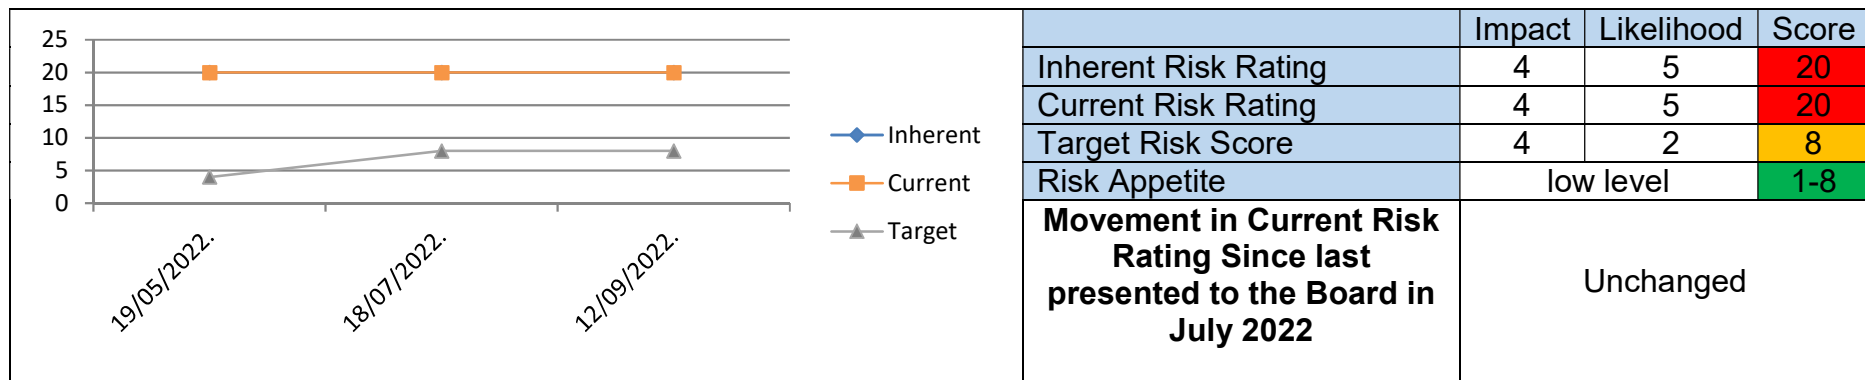 25
20
15
10
5
0
19/05/2022.
18/07/2022.
12/09/2022.
Inherent
Current
Target
Impact Likelihood Score
Inherent Risk Rating 4 5 20
Current Risk Rating 4 5 20
Target Risk Score 4 2 8
Risk Appetite low level 1-8
Movement in Current Risk
Rating Since last
presented to the Board in
July 2022
Unchanged